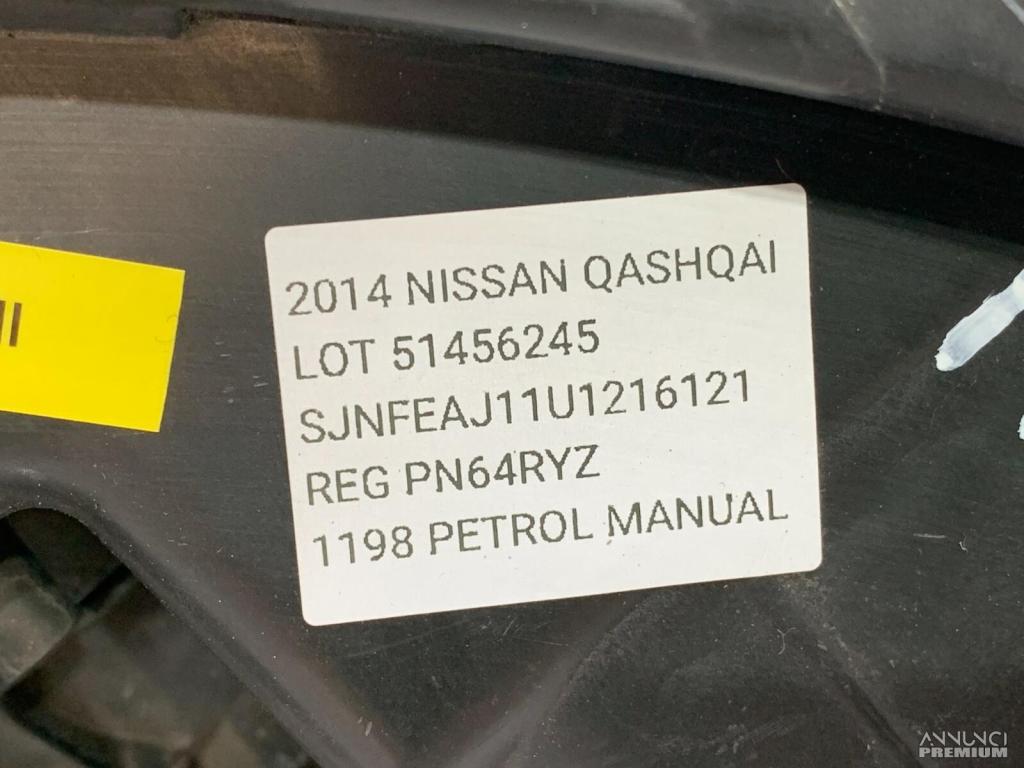 2014 NISSAN QASHQAI
LOT 51456245
SJNFEAJ11U1216121
REG PN64RYZ
1198 PETROL MANUAL
ANNUNCI
PREMIUM